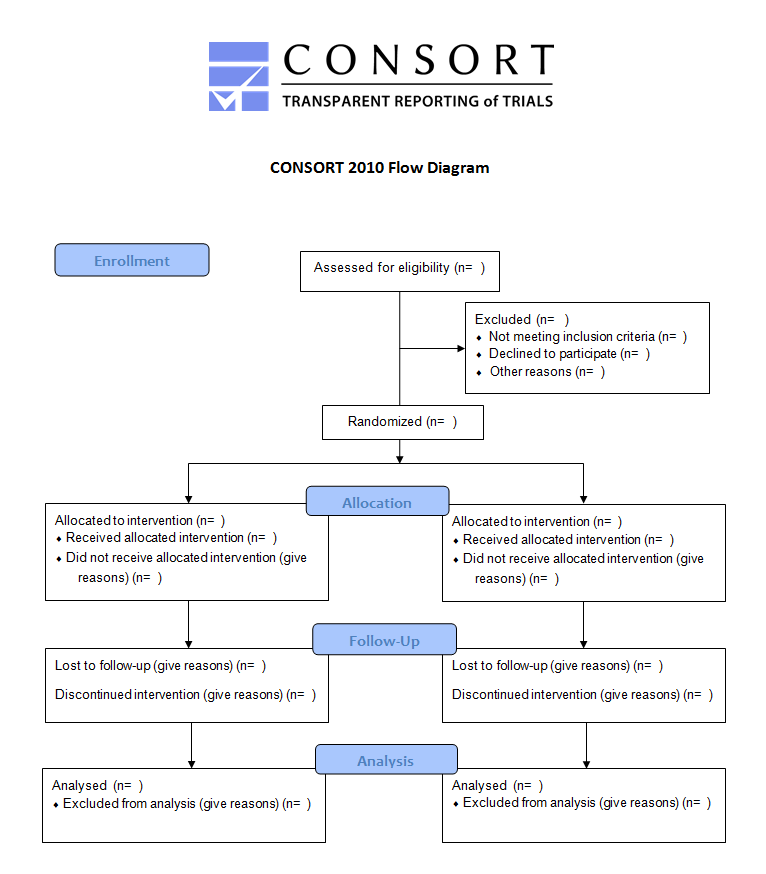 CONSORT
TRANSPARENT REPORTING of TRIALS
CONSORT 2010 Flow Diagram
Enrollment
Assessed for eligibility (n=  )
Excluded (n=  )
♦ Not meeting inclusion criteria (n=  )
♦ Declined to participate (n=  )
♦ Other reasons (n=  )
Randomized (n=  )
Allocation
Allocated to intervention (n=  )
♦ Received allocated intervention (n=  )
♦ Did not receive allocated intervention (give
reasons) (n=  )
Allocated to intervention (n=  )
♦ Received allocated intervention (n=  )
♦ Did not receive allocated intervention (give
reasons) (n=  )
Follow-Up
Lost to follow-up (give reasons) (n=  )
Discontinued intervention (give reasons) (n=  )
Lost to follow-up (give reasons) (n=  )
Discontinued intervention (give reasons) (n=  )
Analysis
Analysed (n=  )
♦ Excluded from analysis (give reasons) (n=  )
Analysed (n=  )
♦ Excluded from analysis (give reasons) (n=  )